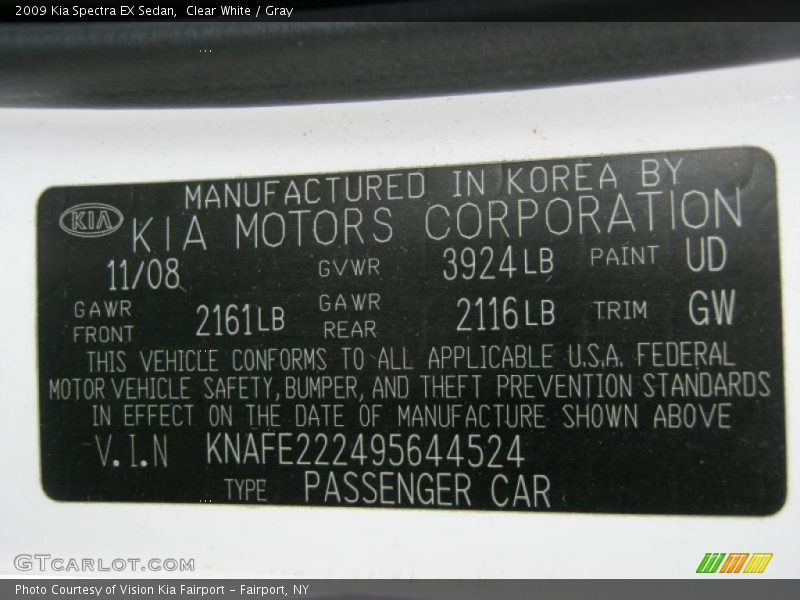 2009 Kia Spectra EX Sedan,  Clear White / Gray
MANUFACTURED IN KOREA BY
KIA KIA MOTORS CORPORATION
11/08 GVWR 3924LB PAINT UD
GAWR FRONT 2161LB GAWR REAR 2116LB TRIM GW
THIS VEHICLE CONFORMS TO ALL APPLICABLE U.S.A. FEDERAL
MOTOR VEHICLE SAFETY, BUMPER, AND THEFT PREVENTION STANDARDS
IN EFFECT ON THE DATE OF MANUFACTURE SHOWN ABOVE
V.I.N KNAFE222495644524
TYPE PASSENGER CAR
GTCARLOT.COM
Photo Courtesy of Vision Kia Fairport - Fairport, NY